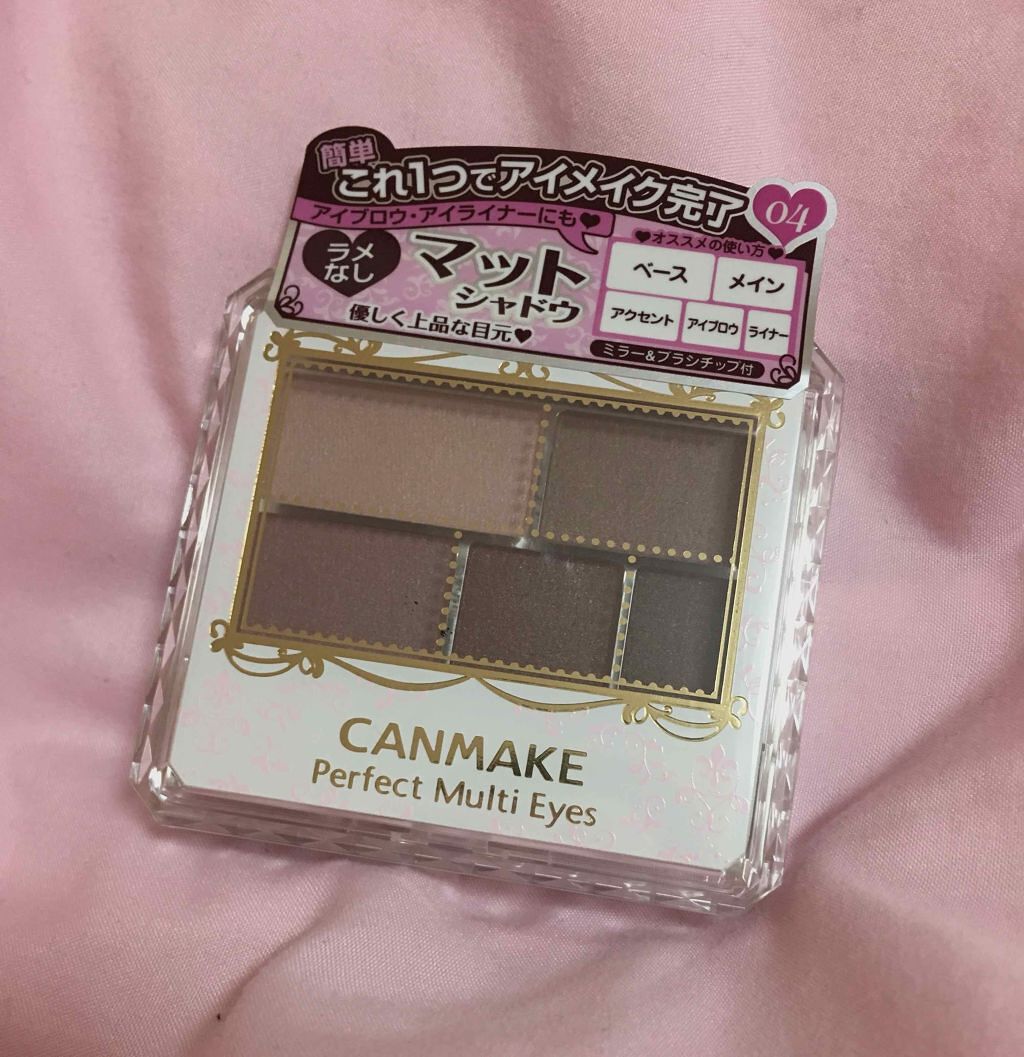 簡単
これ1つでアイメイク完了
04
アイブロウ・アイライナーにも♥
ラメ
なし
マット
シャドウ
優しく上品な目元♥
♥オススメの使い方♥
ベース
メイン
アクセント
アイブロウ
ライナー
ミラー&ブラシチップ付
CANMAKE
Perfect Multi Eyes